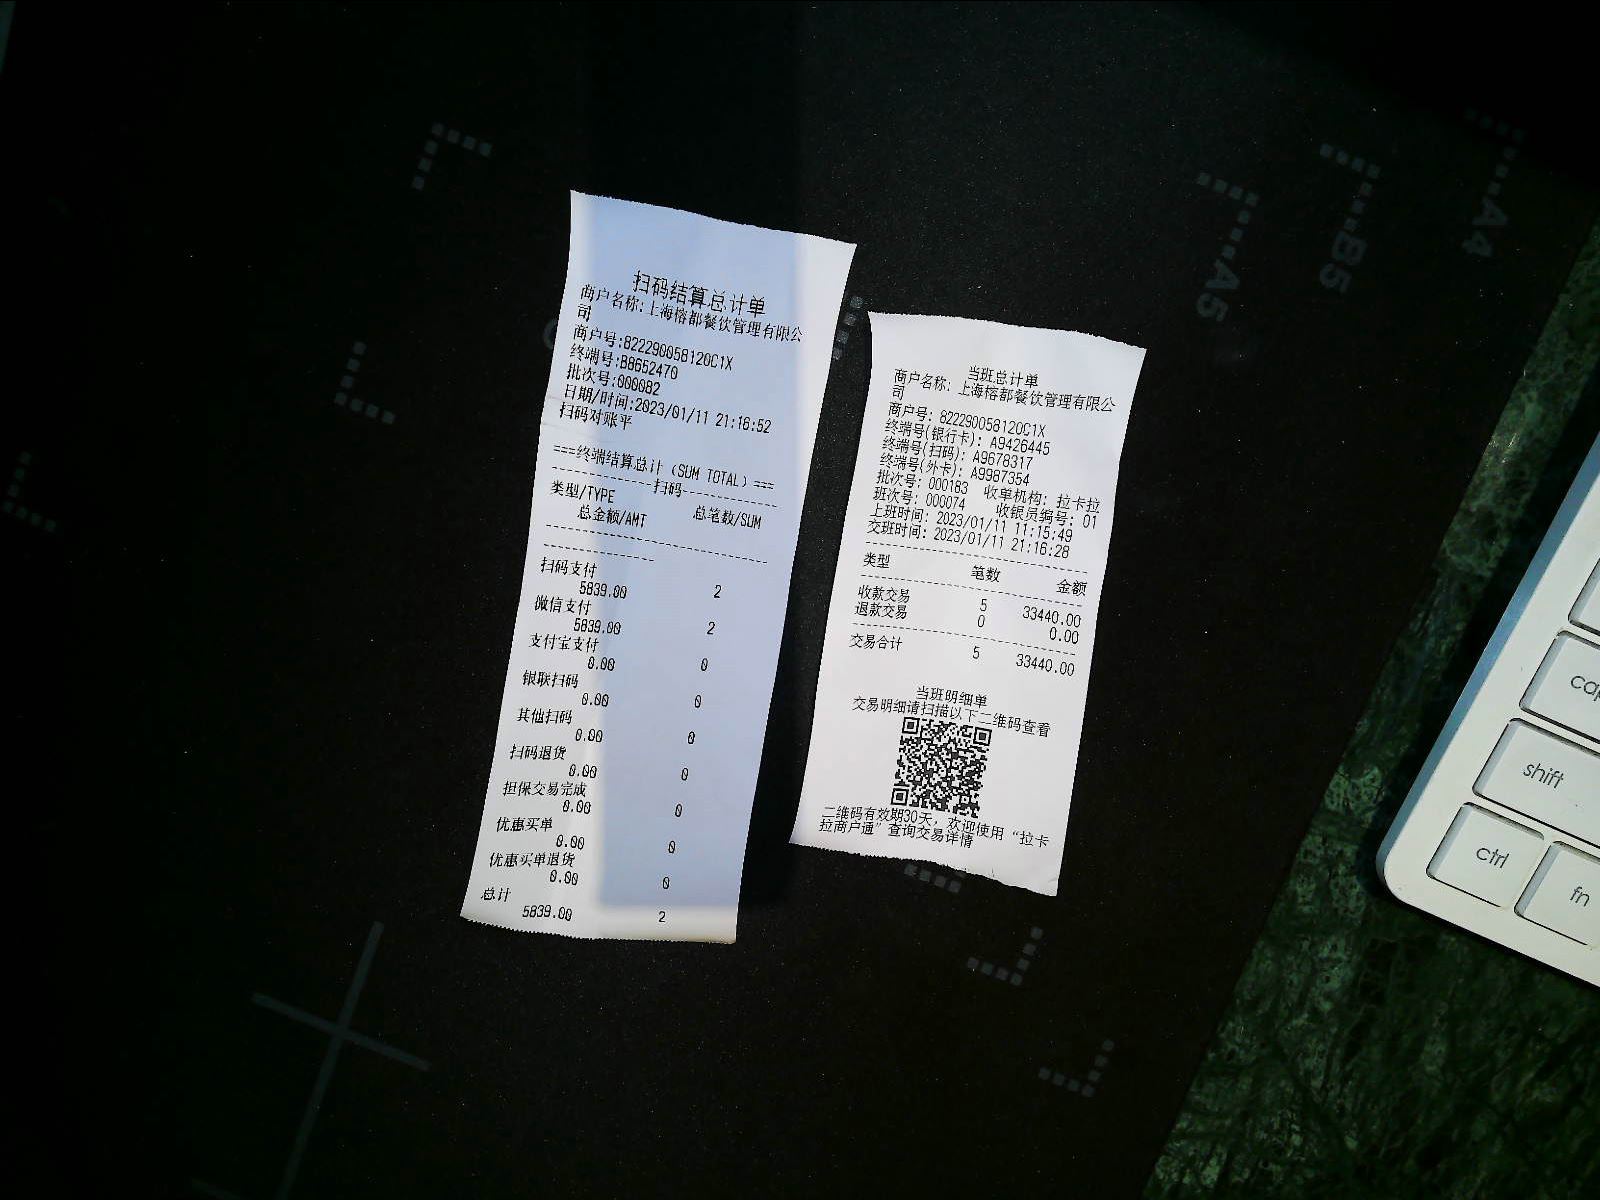 扫码结算总计单
商户名称:上海榕都餐饮管理有限公
司
商户号:82229005812OC1X
终端号:B8652470
批次号:000082
日期/时间:2023/01/11 21:16:52
扫码对账平
===终端结算总计(SUM TOTAL)===
------------扫码------------
类型/TYPE 总笔数/SUM
总金额/AMT
扫码支付
5839.00 2
微信支付
5839.00 2
支付宝支付
0.00 0
银联扫码
0.00 0
其他扫码
0.00 0
扫码退货
0.00 0
担保交易完成
0.00 0
优惠买单
0.00 0
优惠买单退货
0.00 0
总计
5839.00 2
当班总计单
商户名称: 上海榕都餐饮管理有限公
司
商户号: 82229005812OC1X
终端号(银行卡): A9426445
终端号(扫码): A9678317
终端号(外卡): A9987354
批次号: 000183 收单机构: 拉卡拉
班次号: 000074 收银员编号: 01
上班时间: 2023/01/11 11:15:49
交班时间: 2023/01/11 21:16:28
类型 笔数 金额
收款交易 5 33440.00
退款交易 0 0.00
交易合计 5 33440.00
当班明细单
交易明细请扫描以下二维码查看
二维码有效期30天, 欢迎使用“拉卡
拉商户通”查询交易详情
A5
B5
A4
shift
ctrl
fn